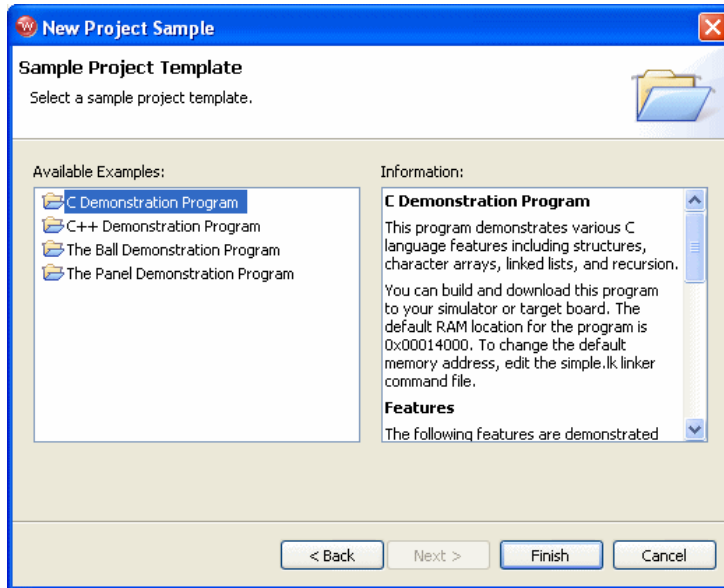 New Project Sample
Sample Project Template
Select a sample project template.
Available Examples:
C Demonstration Program
C++ Demonstration Program
The Ball Demonstration Program
The Panel Demonstration Program
Information:
C Demonstration Program
This program demonstrates various C
language features including structures,
character arrays, linked lists, and recursion.
You can build and download this program
to your simulator or target board. The
default RAM location for the program is
0x00014000. To change the default
memory address, edit the simple.lk linker
command file.
Features
The following features are demonstrated
< Back
Next >
Finish
Cancel